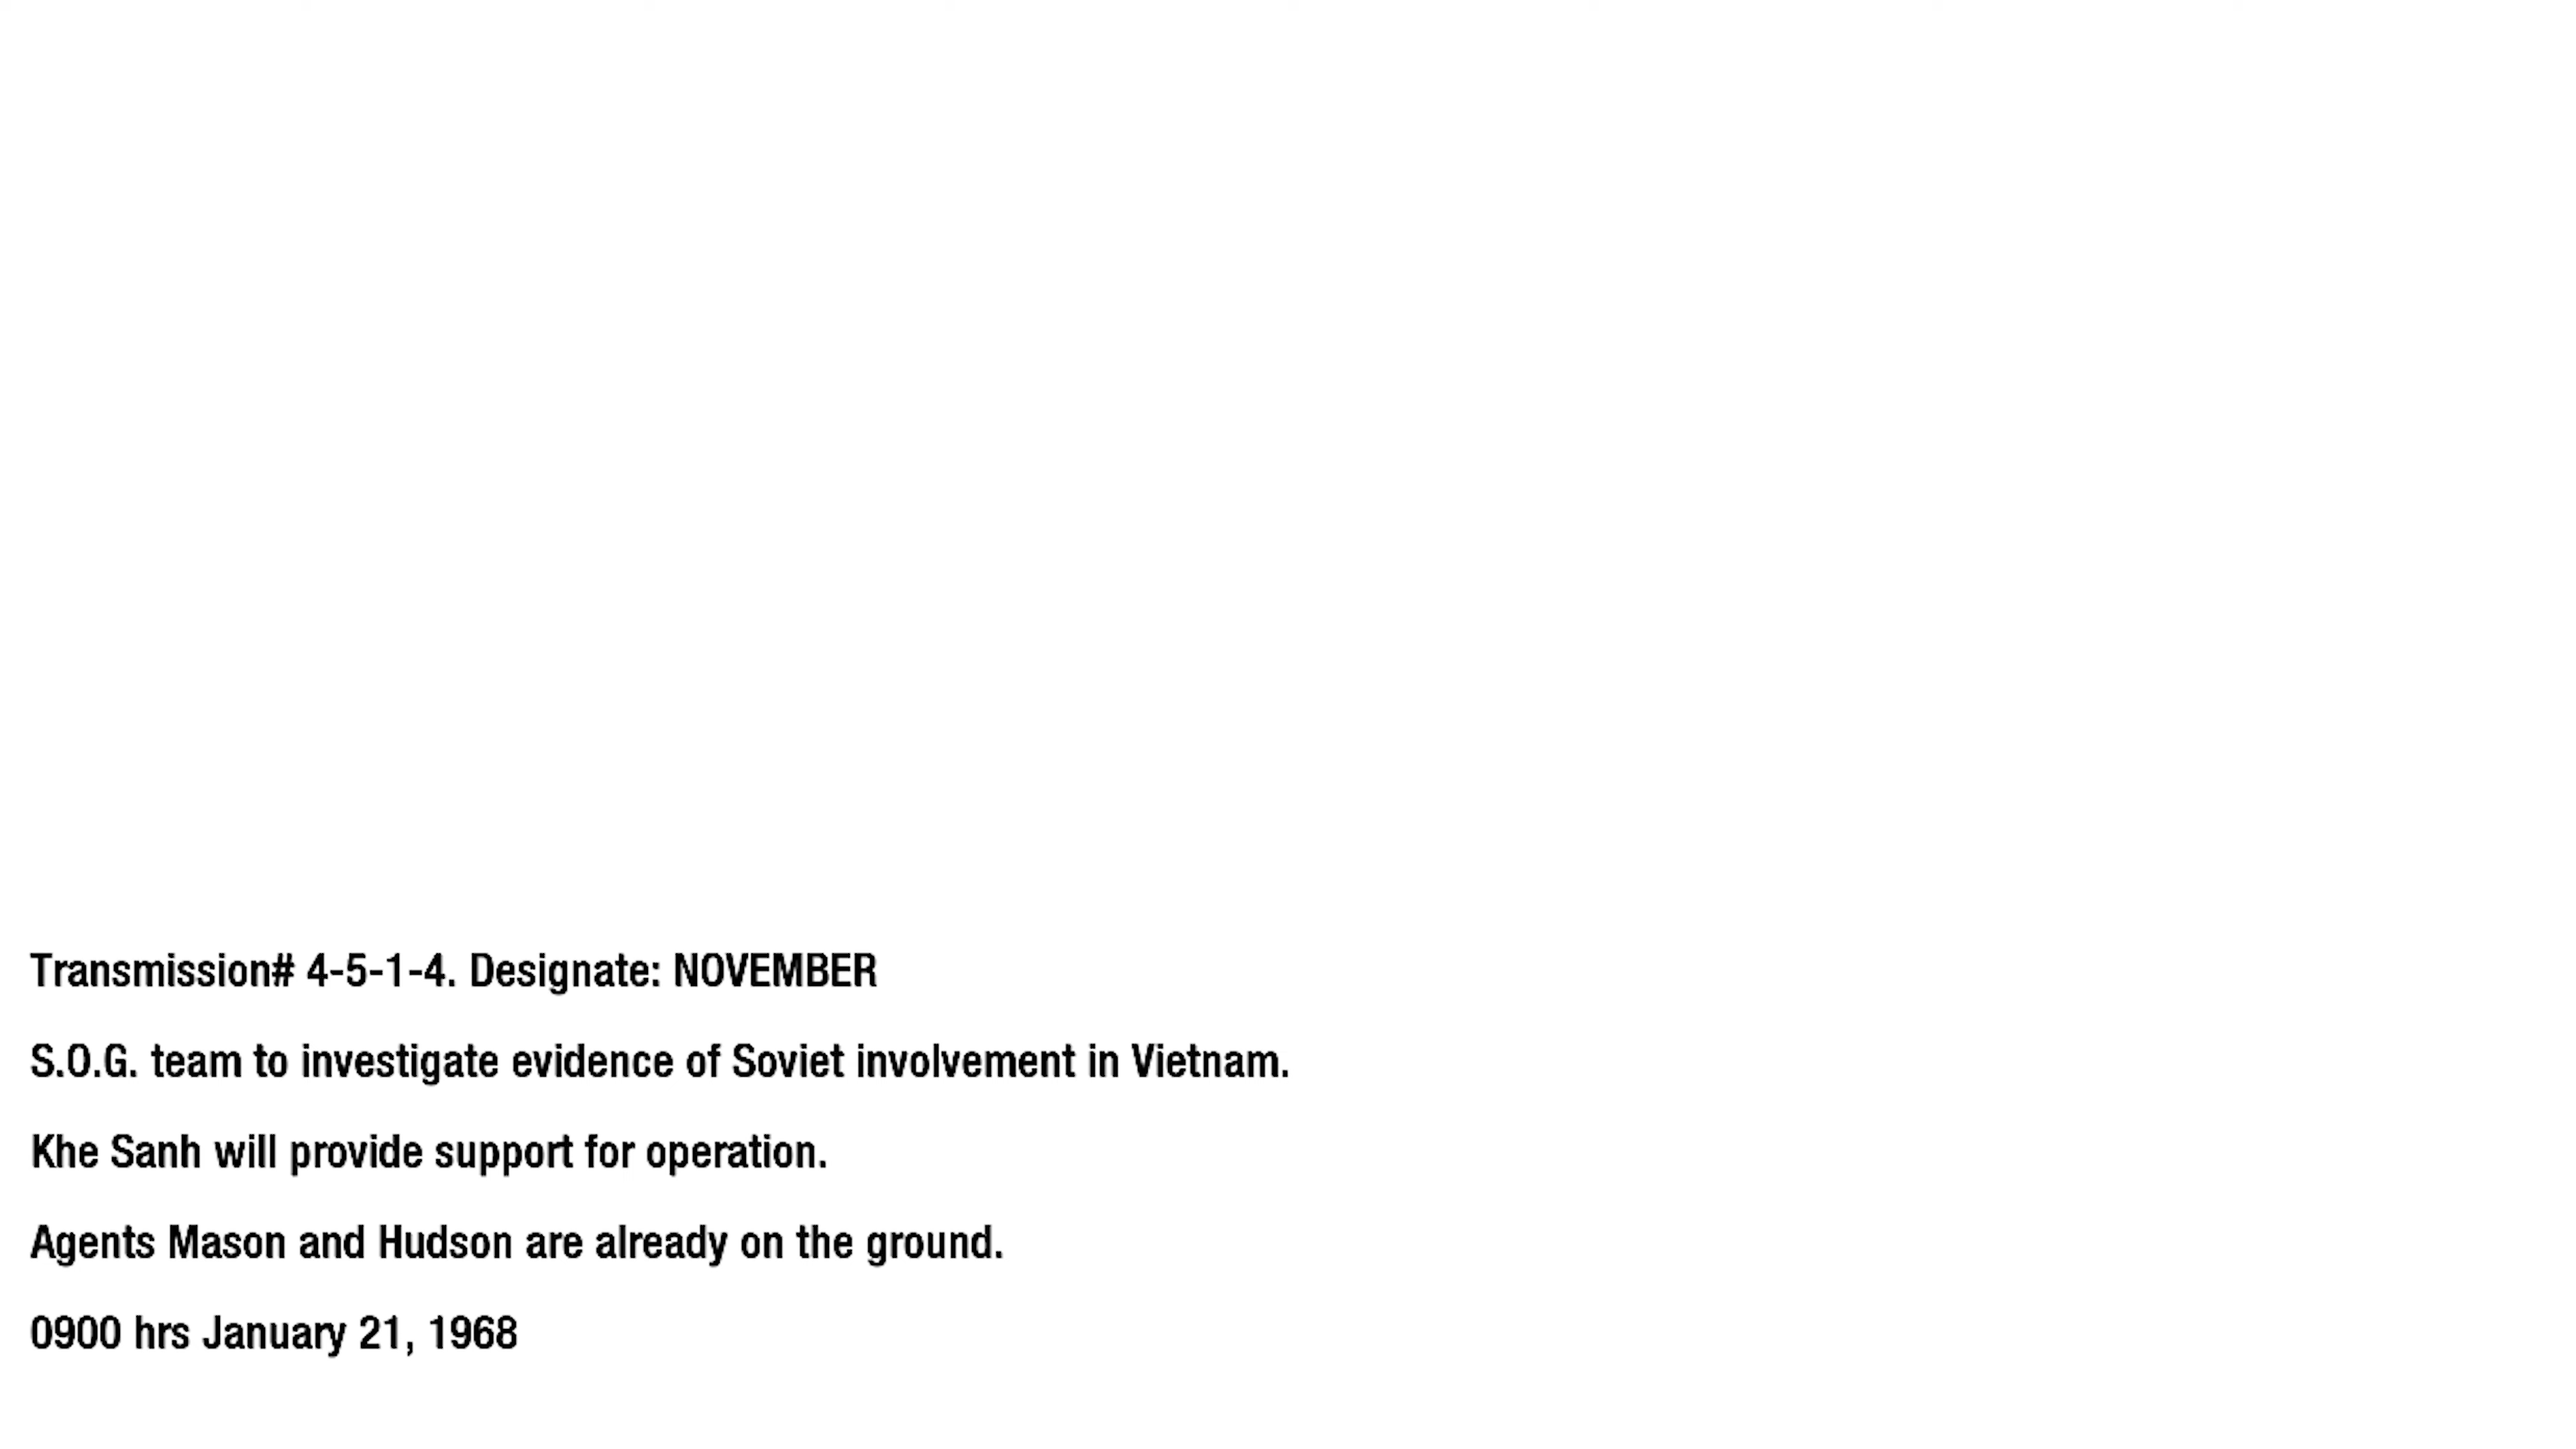 Transmission# 4-5-1-4. Designate: NOVEMBER
S.O.G. team to investigate evidence of Soviet involvement in Vietnam.
Khe Sanh will provide support for operation.
Agents Mason and Hudson are already on the ground.
0900 hrs January 21, 1968